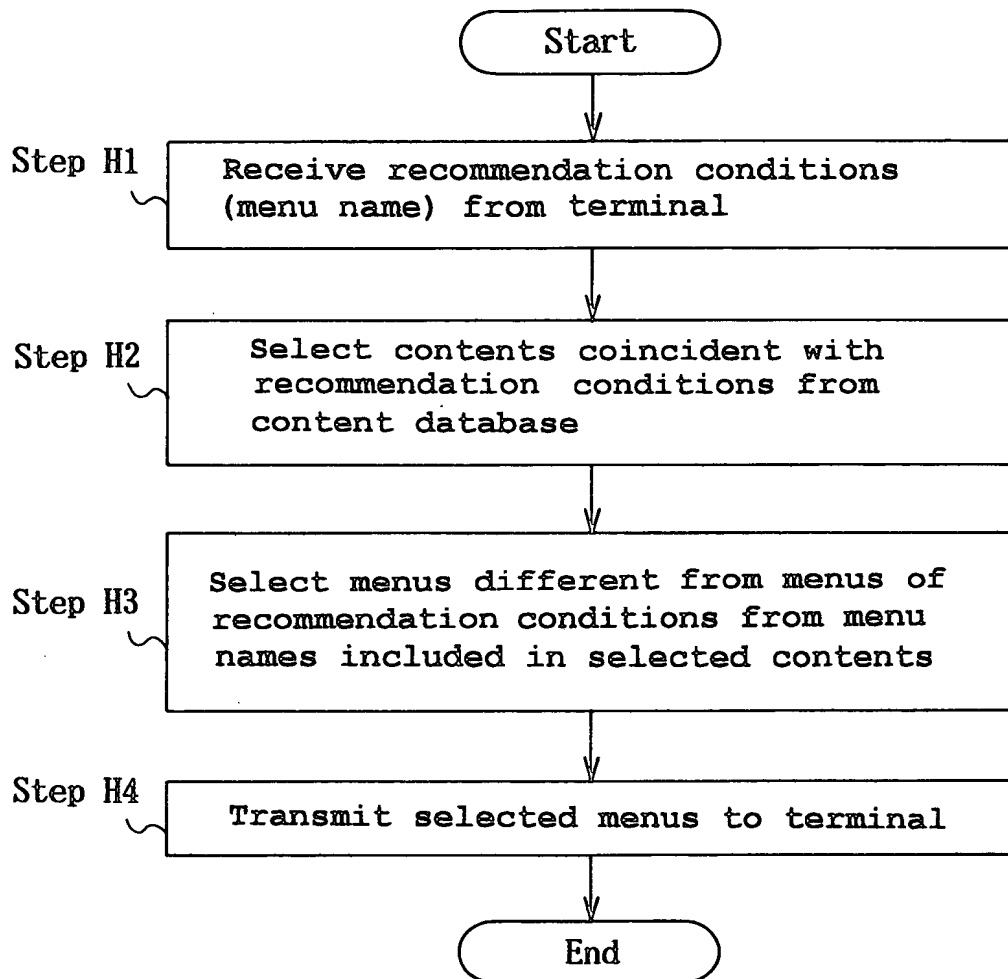 Start
Step H1
Receive recommendation conditions
(menu name) from terminal
Step H2
Select contents coincident with
recommendation conditions from
content database
Step H3
Select menus different from menus of
recommendation conditions from menu
names included in selected contents
Step H4
Transmit selected menus to terminal
End